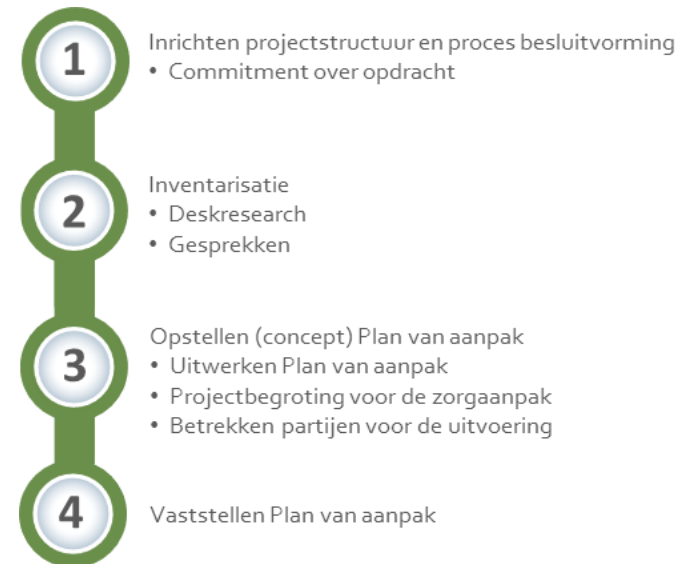 1
Inrichten projectstructuur en proces besluitvorming
• Commitment over opdracht
2
Inventarisatie
• Deskresearch
• Gesprekken
3
Opstellen (concept) Plan van aanpak
• Uitwerken Plan van aanpak
• Projectbegroting voor de zorgaanpak
• Betrekken partijen voor de uitvoering
4
Vaststellen Plan van aanpak